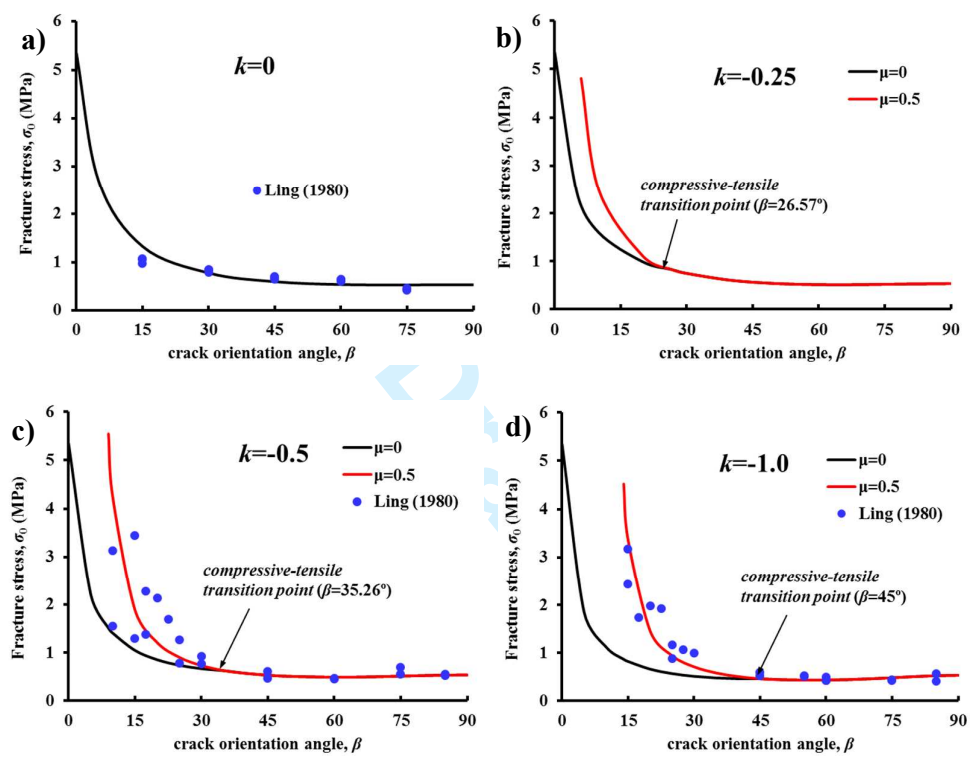 a)
k=0
Ling (1980)
Fracture stress, σ0 (MPa)
6
5
4
3
2
1
0
0 15 30 45 60 75 90
crack orientation angle, β
b)
k=-0.25
μ=0
μ=0.5
compressive-tensile
transition point (β=26.57º)
Fracture stress, σ0 (MPa)
6
5
4
3
2
1
0
0 15 30 45 60 75 90
crack orientation angle, β
c)
k=-0.5
μ=0
μ=0.5
Ling (1980)
compressive-tensile
transition point (β=35.26º)
Fracture stress, σ0 (MPa)
6
5
4
3
2
1
0
0 15 30 45 60 75 90
crack orientation angle, β
d)
k=-1.0
μ=0
μ=0.5
Ling (1980)
compressive-tensile
transition point (β=45º)
Fracture stress, σ0 (MPa)
6
5
4
3
2
1
0
0 15 30 45 60 75 90
crack orientation angle, β